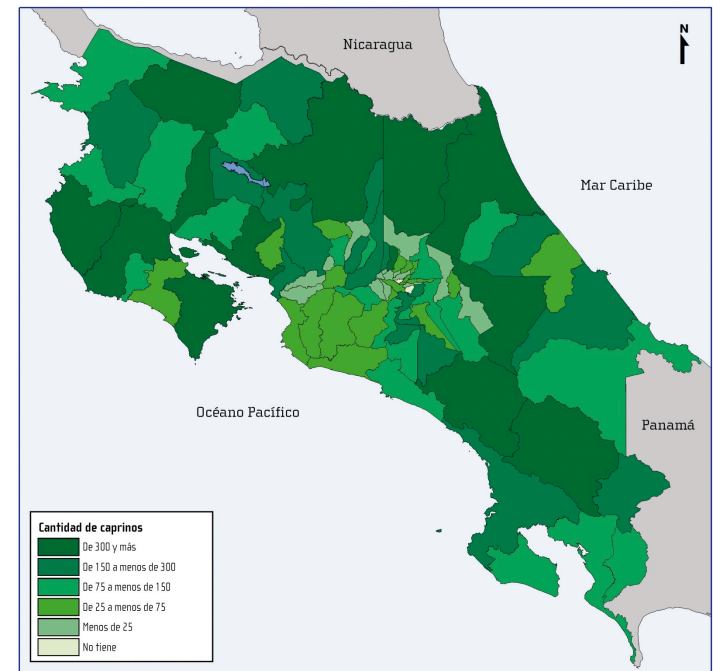 Nicaragua
N
Mar Caribe
Océano Pacífico
Panamá
Cantidad de caprinos
De 300 y más
De 150 a menos de 300
De 75 a menos de 150
De 25 a menos de 75
Menos de 25
No tiene